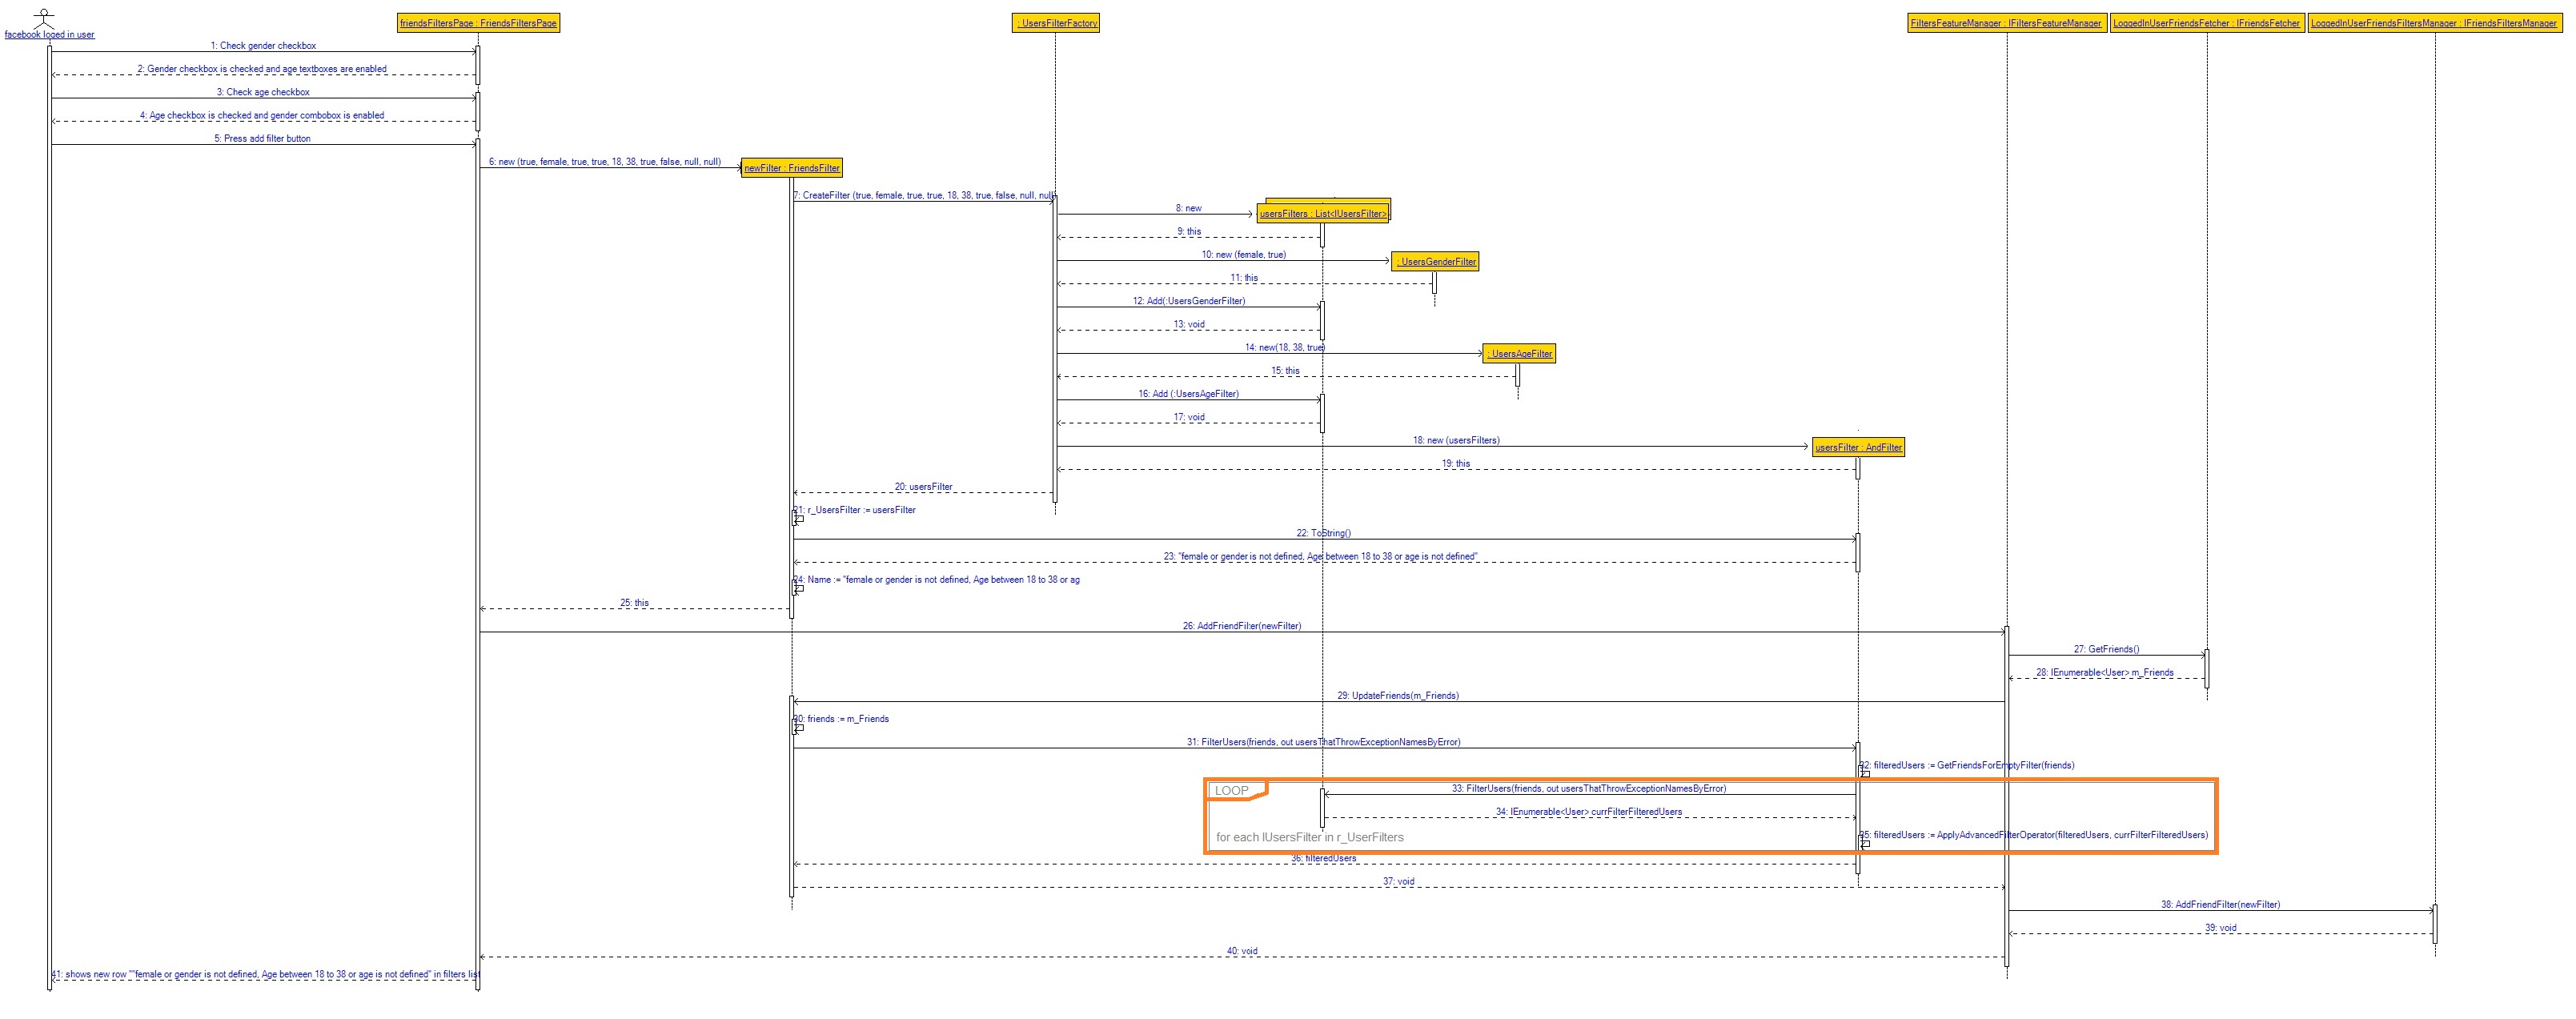 facebook loged in user
friendsFiltersPage : FriendsFiltersPage
: UsersFilterFactory
FiltersFeatureManager : IFiltersFeatureManager
LoggedInUserFriendsFetcher : IFriendsFetcher
LoggedInUserFriendsFiltersManager : IFriendsFiltersManager
1: Check gender checkbox
2: Gender checkbox is checked and age textboxes are enabled
3: Check age checkbox
4: Age checkbox is checked and gender combobox is enabled
5: Press add filter button
6: new (true, female, true, true, 18, 38, true, false, null, null)
newFilter : FriendsFilter
7: CreateFilter (true, female, true, true, 18, 38, true, false, null, null)
8: new
usersFilters : List<IUsersFilter>
9: this
10: new (female, true)
: UsersGenderFilter
11: this
12: Add(:UsersGenderFilter)
13: void
14: new(18, 38, true)
: UsersAgeFilter
15: this
16: Add (:UsersAgeFilter)
17: void
18: new (usersFilters)
usersFilter : AndFilter
19: this
20: usersFilter
21: r_UsersFilter := usersFilter
22: ToString()
23: "female or gender is not defined, Age between 18 to 38 or age is not defined"
24: Name := "female or gender is not defined, Age between 18 to 38 or ag
25: this
26: AddFriendFilter(newFilter)
27: GetFriends()
28: IEnumerable<User> m_Friends
29: UpdateFriends(m_Friends)
30: friends := m_Friends
31: FilterUsers(friends, out usersThatThrowExceptionNamesByError)
32: filteredUsers := GetFriendsForEmptyFilter(friends)
LOOP
33: FilterUsers(friends, out usersThatThrowExceptionNamesByError)
34: IEnumerable<User> currFilterFilteredUsers
for each IUsersFilter in r_UserFilters
35: filteredUsers := ApplyAdvancedFilterOperator(filteredUsers, currFilterFilteredUsers)
36: filteredUsers
37: void
38: AddFriendFilter(newFilter)
39: void
40: void
41: shows new row ""female or gender is not defined, Age between 18 to 38 or age is not defined" in filters list